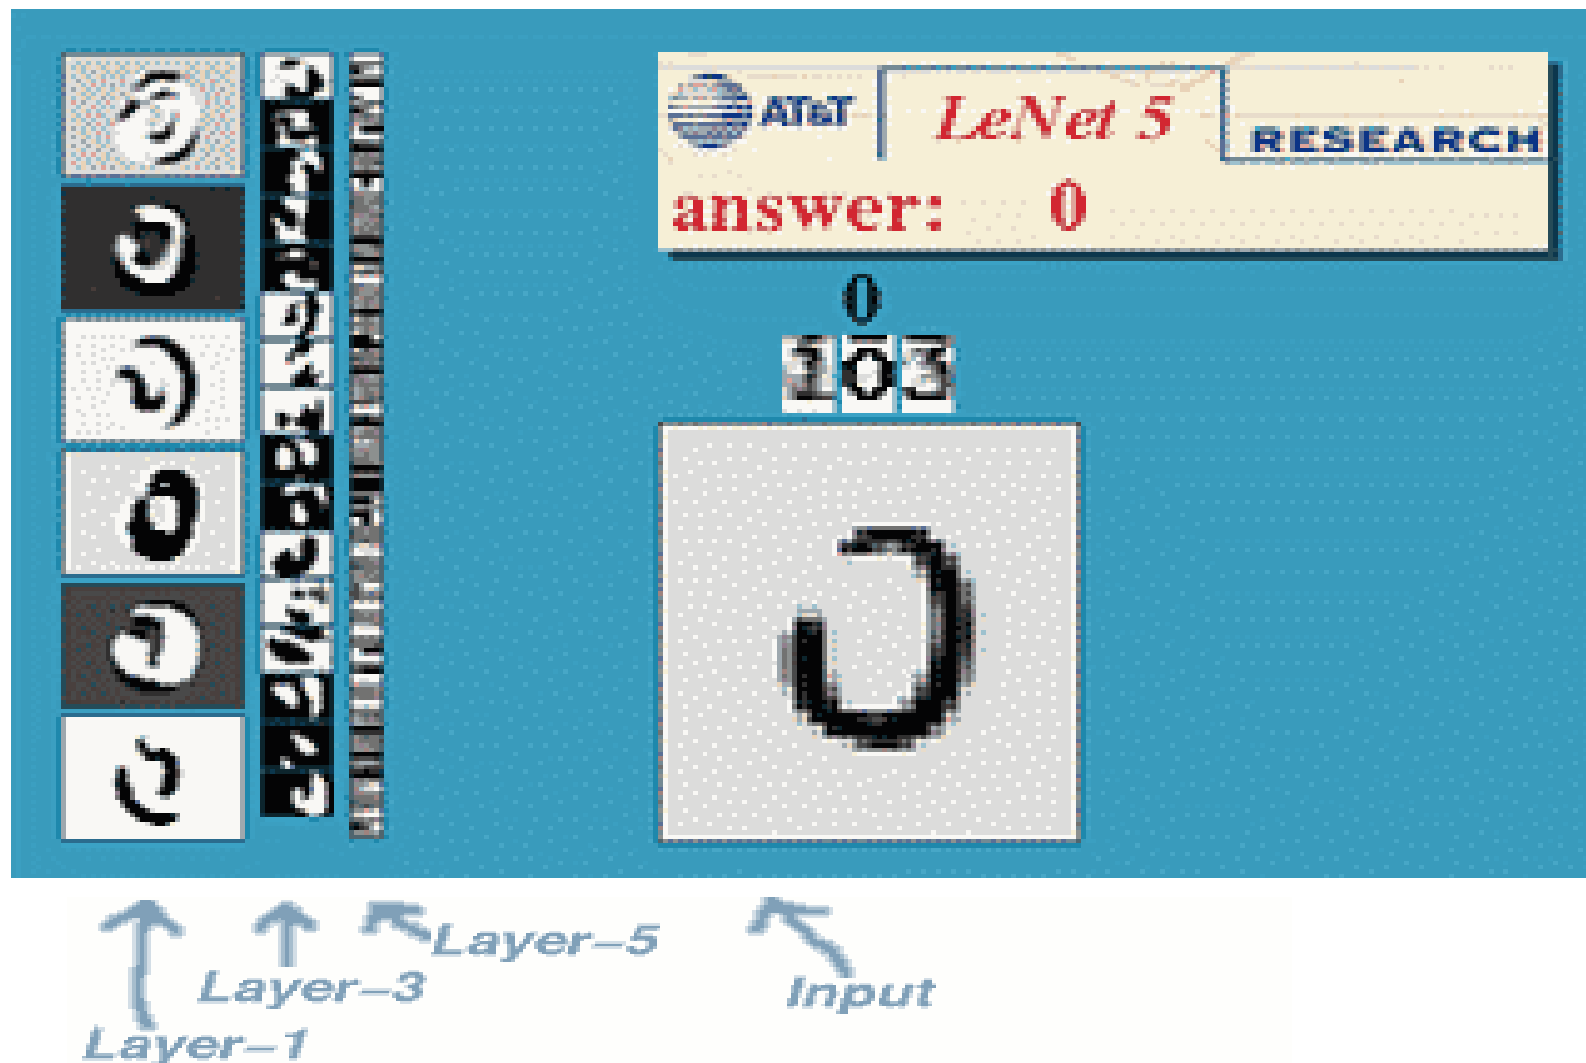 AT&T
LeNet 5
RESEARCH
answer: 0
0
103
Layer-5
Layer-3
Input
Layer-1